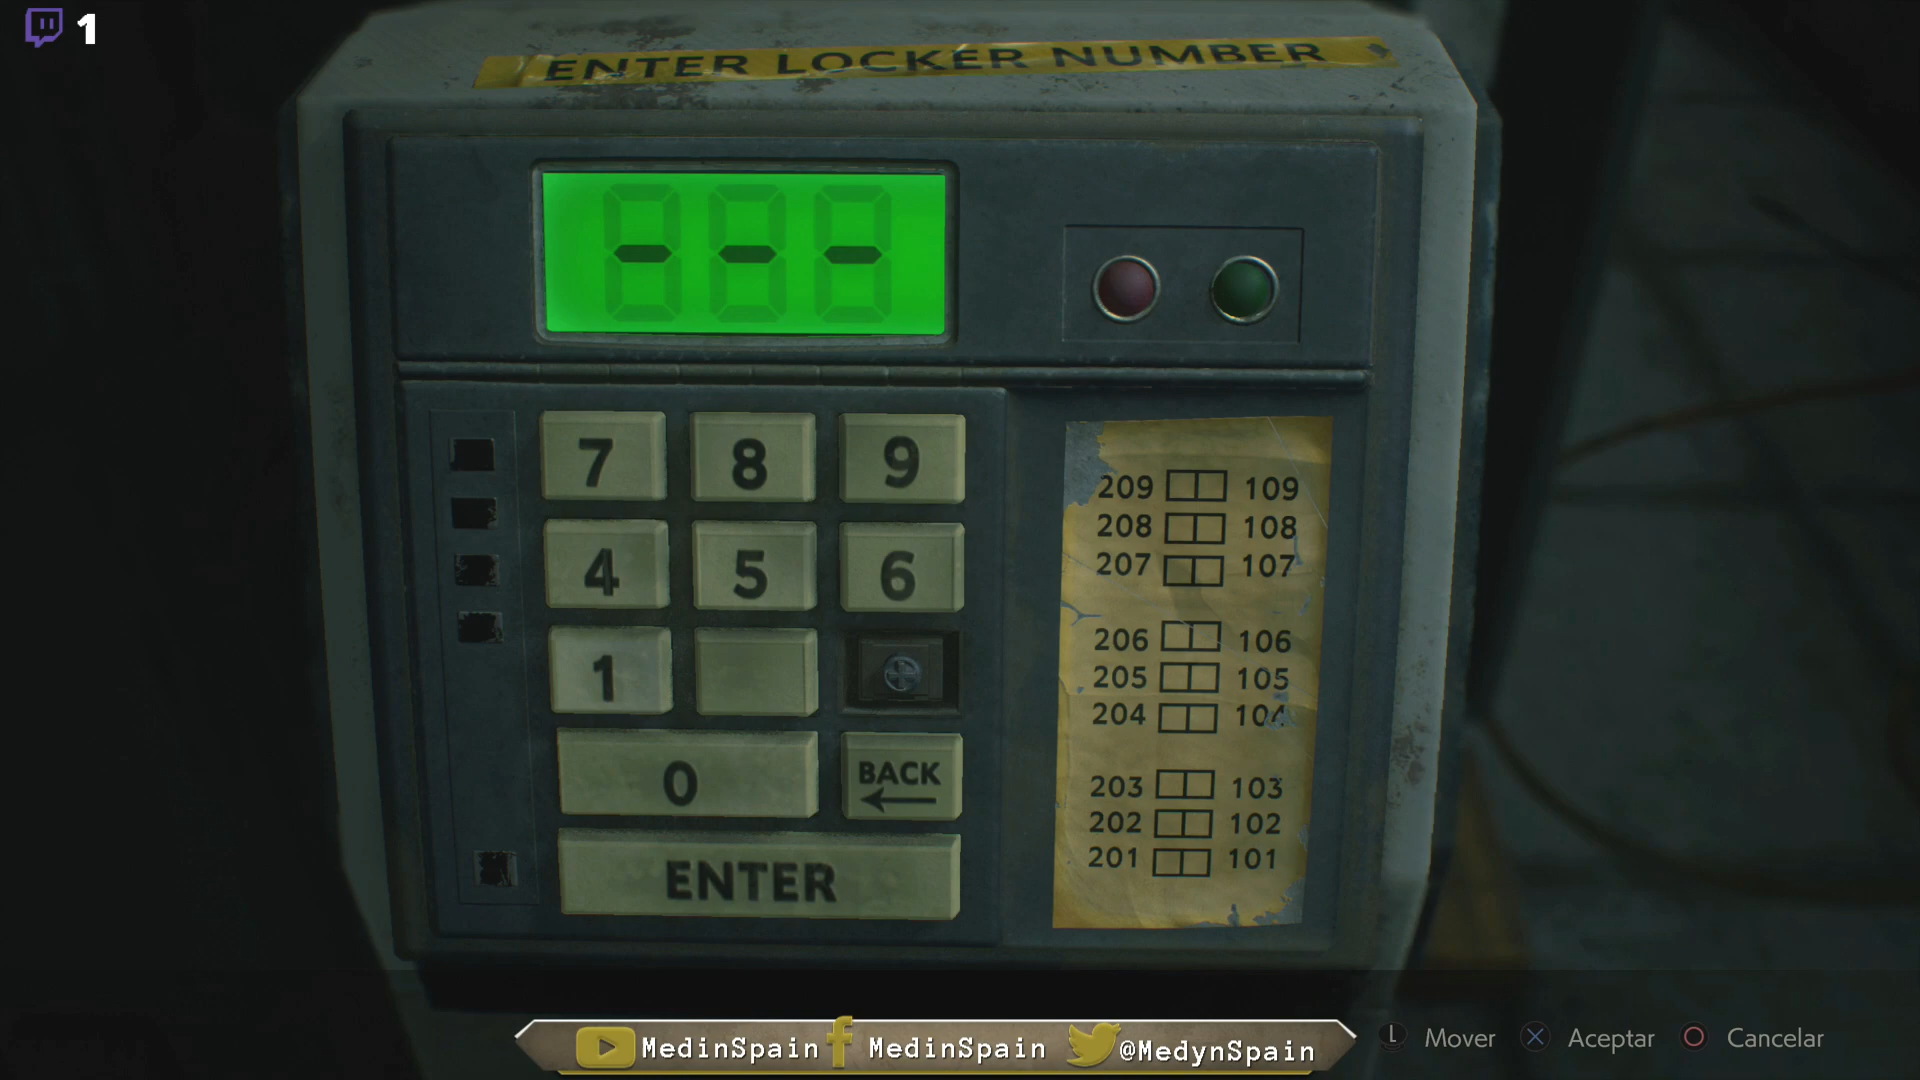 1
ENTER LOCKER NUMBER
- - -
7 8 9
4 5 6
1
0 BACK
ENTER
209 109
208 108
207 107
206 106
205 105
204 104
203 103
202 102
201 101
MedinSpain MedinSpain @MedynSpain
L Mover Aceptar Cancelar